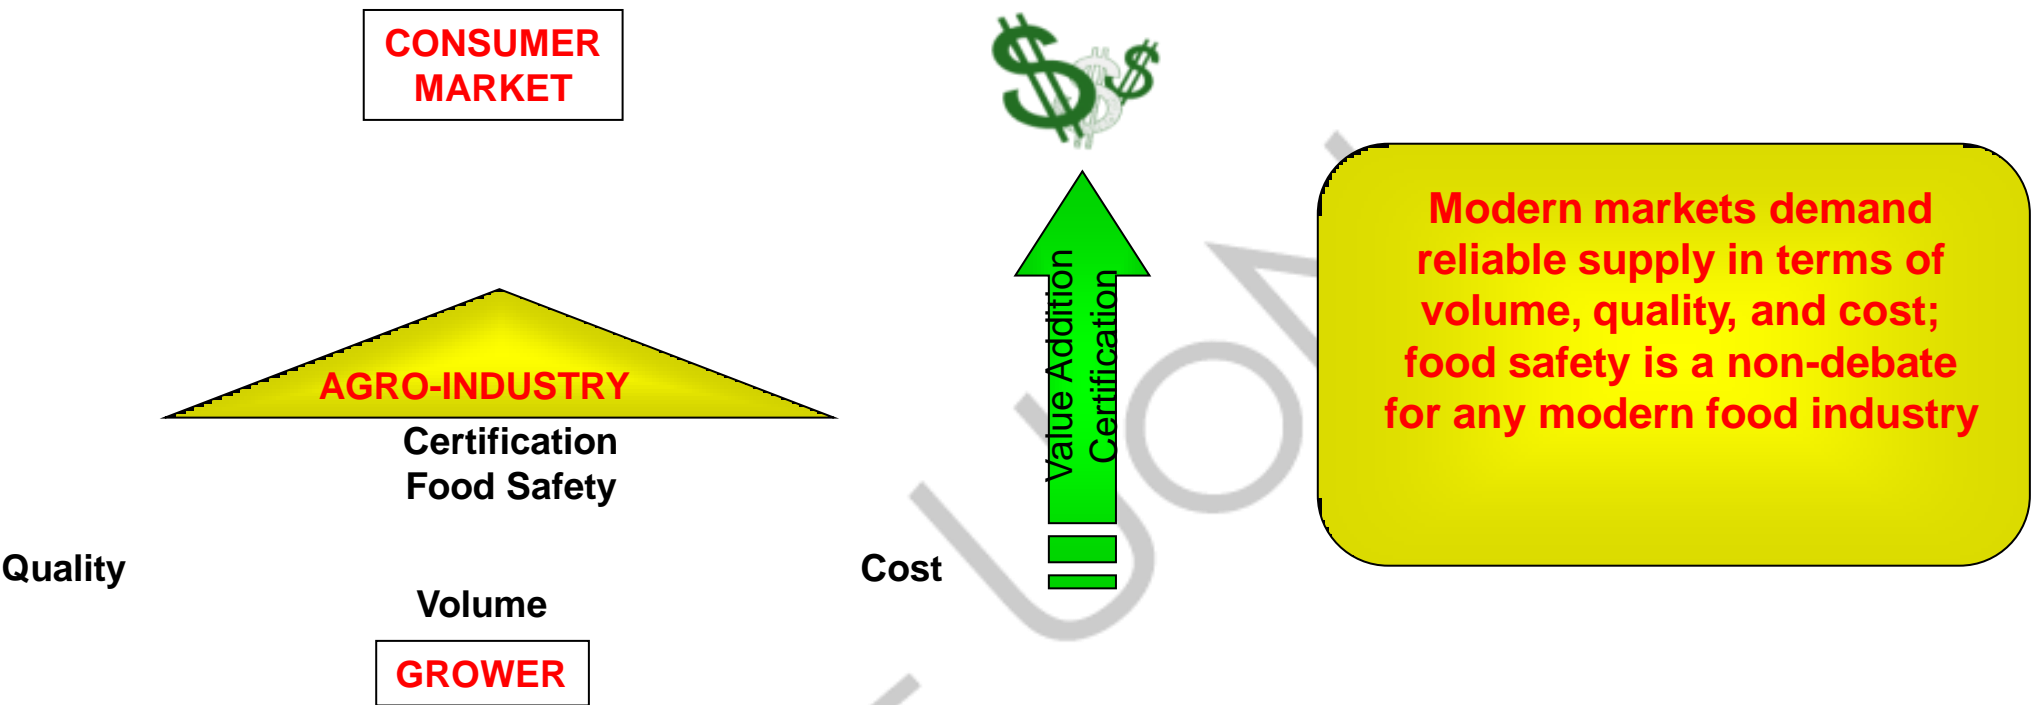 CONSUMER
MARKET
AGRO-INDUSTRY
Certification
Food Safety
Quality
Cost
Volume
GROWER
Value Addition
Certification
Modern markets demand
reliable supply in terms of
volume, quality, and cost;
food safety is a non-debate
for any modern food industry